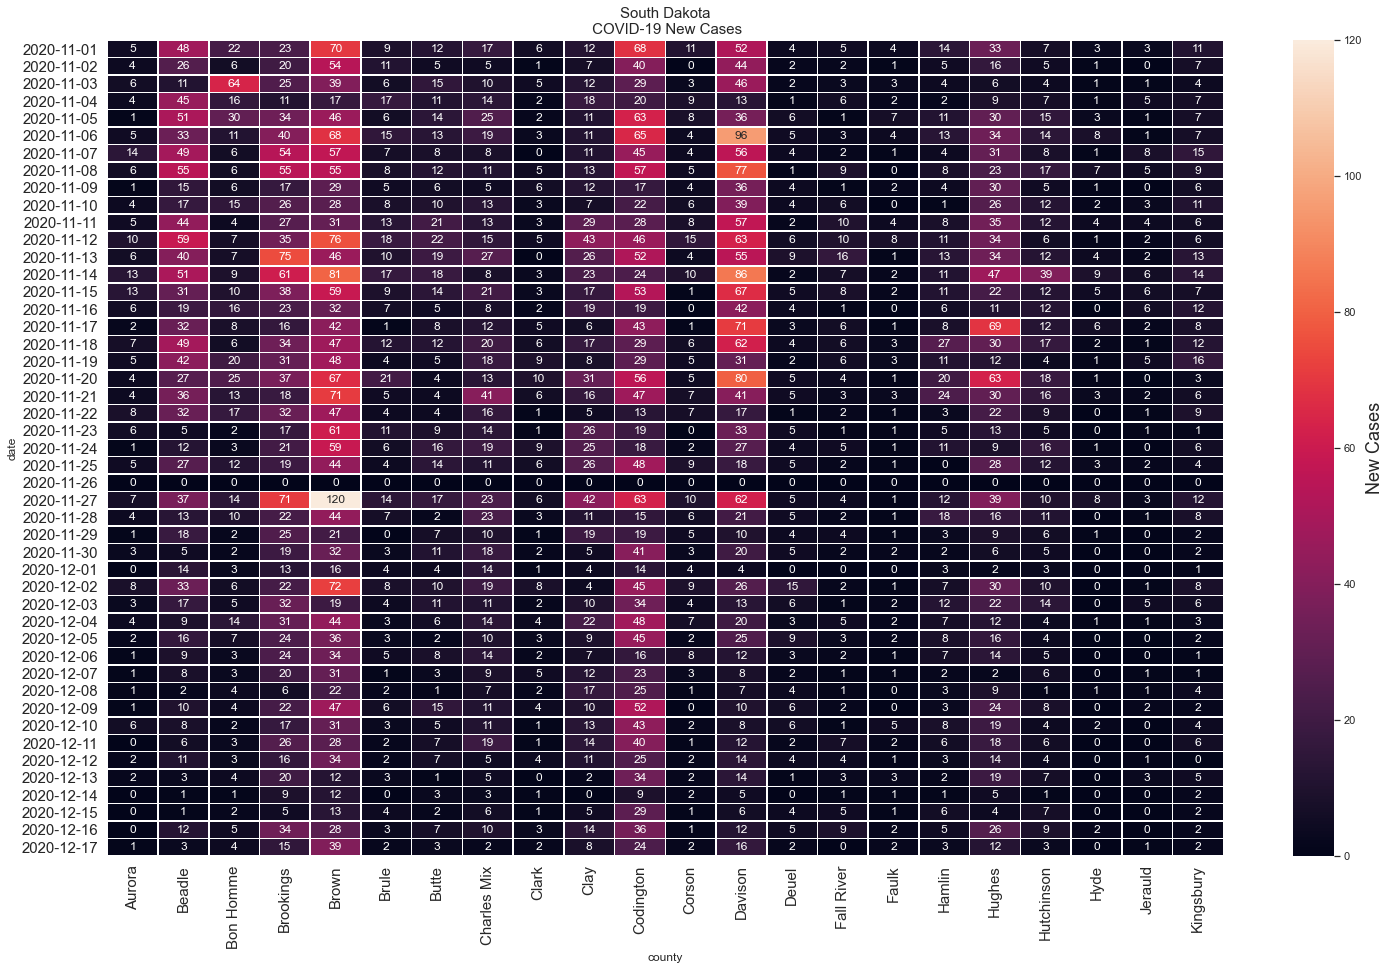 South Dakota
COVID-19 New Cases
2020-11-01 5 48 22 23 70 9 12 17 6 12 68 11 52 4 5 4 14 33 7 3 3 11
2020-11-02 4 26 6 20 54 11 5 5 1 7 40 0 44 2 2 1 5 16 5 1 0 7
2020-11-03 6 11 64 25 39 6 15 10 5 12 29 3 46 2 3 3 4 6 4 1 1 4
2020-11-04 4 45 16 11 17 17 11 14 2 18 20 9 13 1 6 2 2 9 7 1 5 7
2020-11-05 1 51 30 34 46 6 14 25 2 11 63 8 36 6 1 7 11 30 15 3 1 7
2020-11-06 5 33 11 40 68 15 13 19 3 11 65 4 96 5 3 4 13 34 14 8 1 7
2020-11-07 14 49 6 54 57 7 8 8 0 11 45 4 56 4 2 1 4 31 8 1 8 15
2020-11-08 6 55 6 55 55 8 12 11 5 13 57 5 77 1 9 0 8 23 17 7 5 9
2020-11-09 1 15 6 17 29 5 6 5 6 12 17 4 36 4 1 2 4 30 5 1 0 6
2020-11-10 4 17 15 26 28 8 10 13 3 7 22 6 39 4 6 0 1 26 12 2 3 11
2020-11-11 5 44 4 27 31 13 21 13 3 29 28 8 57 2 10 4 8 35 12 4 4 6
2020-11-12 10 59 7 35 76 18 22 15 5 43 46 15 63 6 10 8 11 34 6 1 2 6
2020-11-13 6 40 7 75 46 10 19 27 0 26 52 4 55 9 16 1 13 34 12 4 2 13
2020-11-14 13 51 9 61 81 17 18 8 3 23 24 10 86 2 7 2 11 47 39 9 6 14
2020-11-15 13 31 10 38 59 9 14 21 3 17 53 1 67 5 8 2 11 22 12 5 6 7
2020-11-16 6 19 16 23 32 7 5 8 2 19 19 0 42 4 1 0 6 11 12 0 6 12
2020-11-17 2 32 8 16 42 1 8 12 5 6 43 1 71 3 6 1 8 69 12 6 2 8
2020-11-18 7 49 6 34 47 12 12 20 6 17 29 6 62 4 6 3 27 30 17 2 1 12
2020-11-19 5 42 20 31 48 4 5 18 9 8 29 5 31 2 6 3 11 12 4 1 5 16
2020-11-20 4 27 25 37 67 21 4 13 10 31 56 5 80 5 4 1 20 63 18 1 0 3
2020-11-21 4 36 13 18 71 5 4 41 6 16 47 7 41 5 3 3 24 30 16 3 2 6
2020-11-22 8 32 17 32 47 4 4 16 1 5 13 7 17 1 2 1 3 22 9 0 1 9
2020-11-23 6 5 2 17 61 11 9 14 1 26 19 0 33 5 1 1 5 13 5 0 1 1
2020-11-24 1 12 3 21 59 6 16 19 9 25 18 2 27 4 5 1 11 9 16 1 0 6
2020-11-25 5 27 12 19 44 4 14 11 6 26 48 9 18 5 2 1 0 28 12 3 2 4
2020-11-26 0 0 0 0 0 0 0 0 0 0 0 0 0 0 0 0 0 0 0 0 0 0
2020-11-27 7 37 14 71 120 14 17 23 6 42 63 10 62 5 4 1 12 39 10 8 3 12
2020-11-28 4 13 10 22 44 7 2 23 3 11 15 6 21 5 2 1 18 16 11 0 1 8
2020-11-29 1 18 2 25 21 0 7 10 1 19 19 5 10 4 4 1 3 9 6 1 0 2
2020-11-30 3 5 2 19 32 3 11 18 2 5 41 3 20 5 2 2 2 6 5 0 0 2
2020-12-01 0 14 3 13 16 4 4 14 1 4 14 4 4 0 0 0 3 2 3 0 0 1
2020-12-02 8 33 6 22 72 8 10 19 8 4 45 9 26 15 2 1 7 30 10 0 1 8
2020-12-03 3 17 5 32 19 4 11 11 2 10 34 4 13 6 1 2 12 22 14 0 5 6
2020-12-04 4 9 14 31 44 3 6 14 4 22 48 7 20 3 5 2 7 12 4 1 1 3
2020-12-05 2 16 7 24 36 3 2 10 3 9 45 2 25 9 3 2 8 16 4 0 0 2
2020-12-06 1 9 3 24 34 5 8 14 2 7 16 8 12 3 2 1 7 14 5 0 0 1
2020-12-07 1 8 3 20 31 1 3 9 5 12 23 3 8 2 1 1 2 2 6 0 1 1
2020-12-08 1 2 4 6 22 2 1 7 2 17 25 1 7 4 1 0 3 9 1 1 1 4
2020-12-09 1 10 4 22 47 6 15 11 4 10 52 0 10 6 2 0 3 24 8 0 2 2
2020-12-10 6 8 2 17 31 3 5 11 1 13 43 2 8 6 1 5 8 19 4 2 0 4
2020-12-11 0 6 3 26 28 2 7 19 1 14 40 1 12 2 7 2 6 18 6 0 0 6
2020-12-12 2 11 3 16 34 2 7 5 4 11 25 2 14 4 4 1 3 14 4 0 1 0
2020-12-13 2 3 4 20 12 3 1 5 0 2 34 2 14 1 3 3 2 19 7 0 3 5
2020-12-14 0 1 1 9 12 0 3 3 1 0 9 2 5 0 1 1 1 5 1 0 0 2
2020-12-15 0 1 2 5 13 4 2 6 1 5 29 1 6 4 5 1 6 4 7 0 0 2
2020-12-16 0 12 5 34 28 3 7 10 3 14 36 1 12 5 9 2 5 26 9 2 0 2
2020-12-17 1 3 4 15 39 2 3 2 2 8 24 2 16 2 0 2 3 12 3 0 1 2
date
Aurora
Beadle
Bon Homme
Brookings
Brown
Brule
Butte
Charles Mix
Clark
Clay
Codington
Corson
Davison
Deuel
Fall River
Faulk
Hamlin
Hughes
Hutchinson
Hyde
Jerauld
Kingsbury
county
120
100
80
60
40
20
0
New Cases